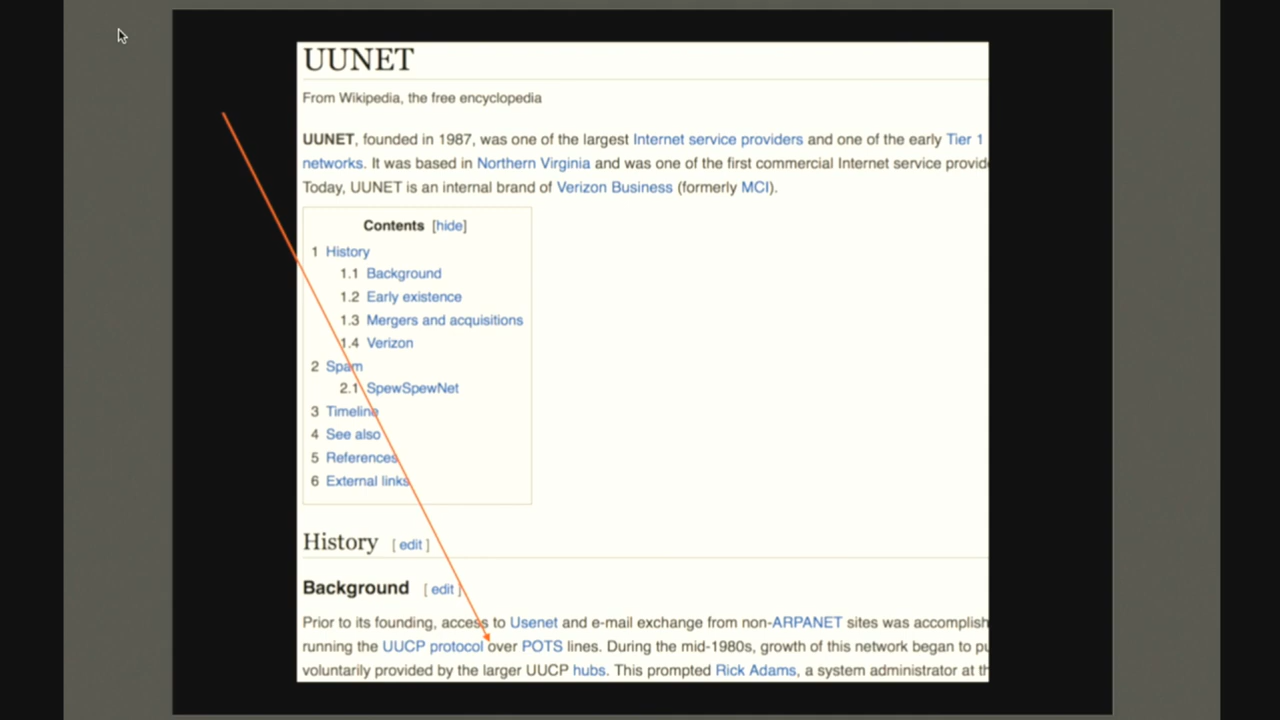 UUNET
From Wikipedia, the free encyclopedia
UUNET, founded in 1987, was one of the largest Internet service providers and one of the early Tier 1
networks. It was based in Northern Virginia and was one of the first commercial Internet service provid
Today, UUNET is an internal brand of Verizon Business (formerly MCI).
Contents [hide]
1 History
1.1 Background
1.2 Early existence
1.3 Mergers and acquisitions
1.4 Verizon
2 Spam
2.1 SpewSpewNet
3 Timeline
4 See also
5 References
6 External links
History [ edit ]
Background [ edit ]
Prior to its founding, access to Usenet and e-mail exchange from non-ARPANET sites was accomplish
running the UUCP protocol over POTS lines. During the mid-1980s, growth of this network began to pu
voluntarily provided by the larger UUCP hubs. This prompted Rick Adams, a system administrator at th